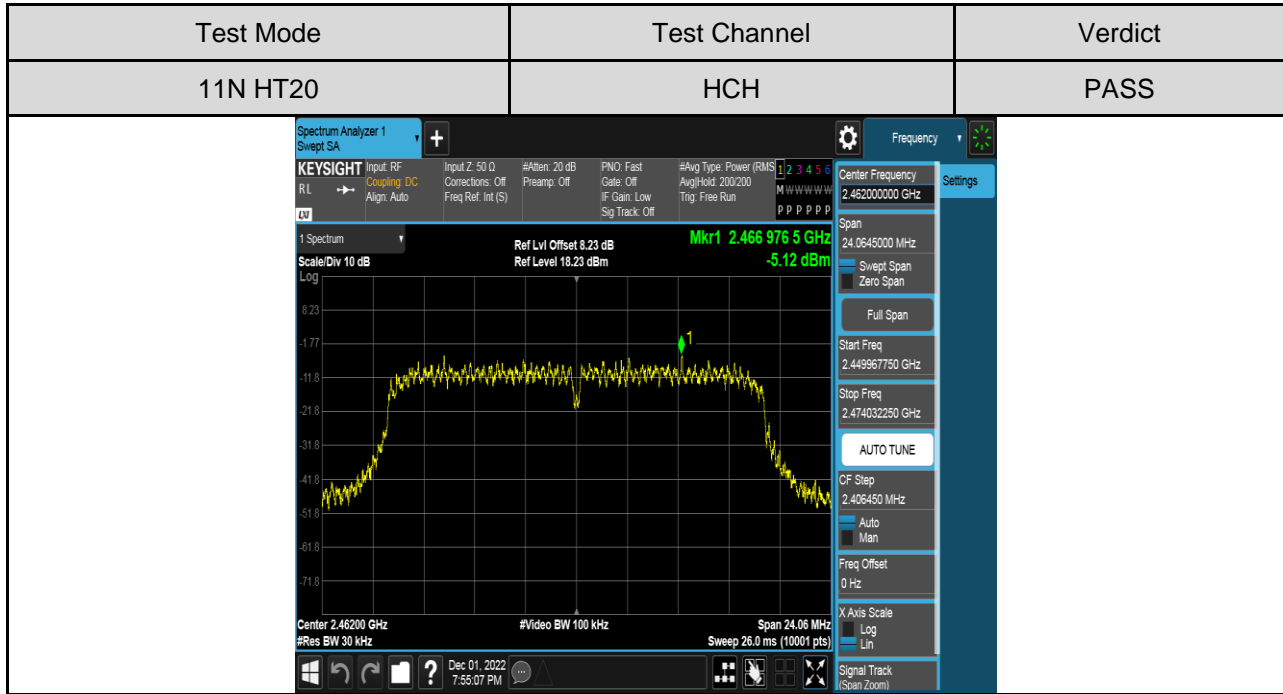 Test Mode Test Channel Verdict
11N HT20 HCH PASS
Spectrum Analyzer 1
Swept SA
+
Frequency
KEYSIGHT Input: RF Input Z: 50 Ω #Atten: 20 dB PNO: Fast #Avg Type: Power (RMS 1 2 3 4 5 6
RL Coupling: DC Corrections: Off Preamp: Off Gate: Off Avg|Hold: 200/200 M W W W W W
Align: Auto Freq Ref: Int (S) IF Gain: Low Trig: Free Run
LXI Sig Track: Off P P P P P P
1 Spectrum
Ref Lvl Offset 8.23 dB Mkr1 2.466 976 5 GHz
Scale/Div 10 dB Ref Level 18.23 dBm -5.12 dBm
Log
8.23
-1.77
1
-11.8
-21.8
-31.8
-41.8
-51.8
-61.8
-71.8
Center 2.46200 GHz #Video BW 100 kHz Span 24.06 MHz
#Res BW 30 kHz Sweep 26.0 ms (10001 pts)
?
Dec 01, 2022
7:55:07 PM
Center Frequency
2.462000000 GHz
Settings
Span
24.0645000 MHz
Swept Span
Zero Span
Full Span
Start Freq
2.449967750 GHz
Stop Freq
2.474032250 GHz
AUTO TUNE
CF Step
2.406450 MHz
Auto
Man
Freq Offset
0 Hz
X Axis Scale
Log
Lin
Signal Track
(Span Zoom)